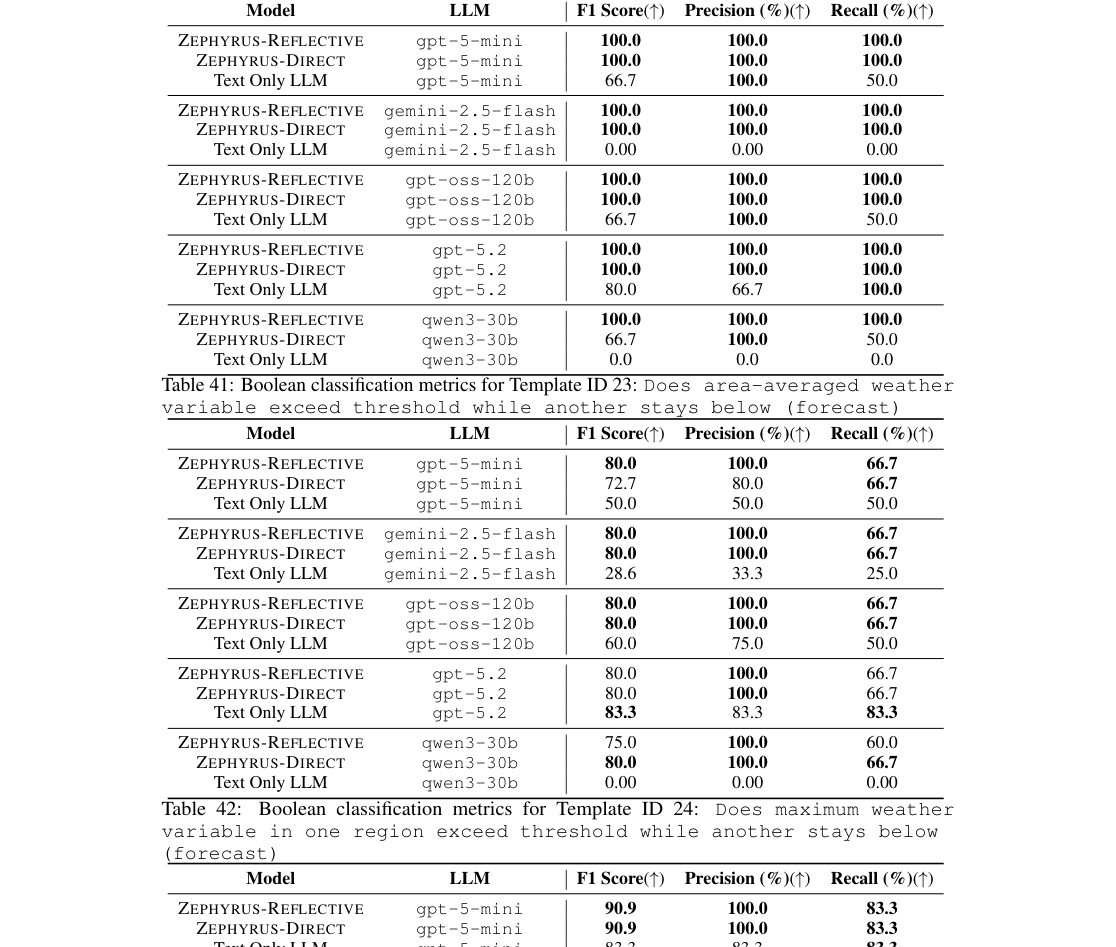 Model LLM F1 Score(↑) Precision (%)(↑) Recall (%)(↑)
ZEPHYRUS-REFLECTIVE gpt-5-mini 100.0 100.0 100.0
ZEPHYRUS-DIRECT gpt-5-mini 100.0 100.0 100.0
Text Only LLM gpt-5-mini 66.7 100.0 50.0
ZEPHYRUS-REFLECTIVE gemini-2.5-flash 100.0 100.0 100.0
ZEPHYRUS-DIRECT gemini-2.5-flash 100.0 100.0 100.0
Text Only LLM gemini-2.5-flash 0.00 0.00 0.00
ZEPHYRUS-REFLECTIVE gpt-oss-120b 100.0 100.0 100.0
ZEPHYRUS-DIRECT gpt-oss-120b 100.0 100.0 100.0
Text Only LLM gpt-oss-120b 66.7 100.0 50.0
ZEPHYRUS-REFLECTIVE gpt-5.2 100.0 100.0 100.0
ZEPHYRUS-DIRECT gpt-5.2 100.0 100.0 100.0
Text Only LLM gpt-5.2 80.0 66.7 100.0
ZEPHYRUS-REFLECTIVE qwen3-30b 100.0 100.0 100.0
ZEPHYRUS-DIRECT qwen3-30b 66.7 100.0 50.0
Text Only LLM qwen3-30b 0.0 0.0 0.0
Table 41: Boolean classification metrics for Template ID 23: Does area-averaged weather
variable exceed threshold while another stays below (forecast)
Model LLM F1 Score(↑) Precision (%)(↑) Recall (%)(↑)
ZEPHYRUS-REFLECTIVE gpt-5-mini 80.0 100.0 66.7
ZEPHYRUS-DIRECT gpt-5-mini 72.7 80.0 66.7
Text Only LLM gpt-5-mini 50.0 50.0 50.0
ZEPHYRUS-REFLECTIVE gemini-2.5-flash 80.0 100.0 66.7
ZEPHYRUS-DIRECT gemini-2.5-flash 80.0 100.0 66.7
Text Only LLM gemini-2.5-flash 28.6 33.3 25.0
ZEPHYRUS-REFLECTIVE gpt-oss-120b 80.0 100.0 66.7
ZEPHYRUS-DIRECT gpt-oss-120b 80.0 100.0 66.7
Text Only LLM gpt-oss-120b 60.0 75.0 50.0
ZEPHYRUS-REFLECTIVE gpt-5.2 80.0 100.0 66.7
ZEPHYRUS-DIRECT gpt-5.2 80.0 100.0 66.7
Text Only LLM gpt-5.2 83.3 83.3 83.3
ZEPHYRUS-REFLECTIVE qwen3-30b 75.0 100.0 60.0
ZEPHYRUS-DIRECT qwen3-30b 80.0 100.0 66.7
Text Only LLM qwen3-30b 0.00 0.00 0.00
Table 42: Boolean classification metrics for Template ID 24: Does maximum weather
variable in one region exceed threshold while another stays below
(forecast)
Model LLM F1 Score(↑) Precision (%)(↑) Recall (%)(↑)
ZEPHYRUS-REFLECTIVE gpt-5-mini 90.9 100.0 83.3
ZEPHYRUS-DIRECT gpt-5-mini 90.9 100.0 83.3
Text Only LLM gpt-5-mini 83.3 83.3 83.3